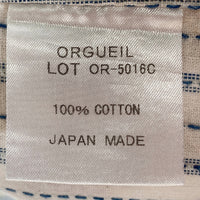 ORGUEIL
LOT OR-5016C
100% COTTON
JAPAN MADE